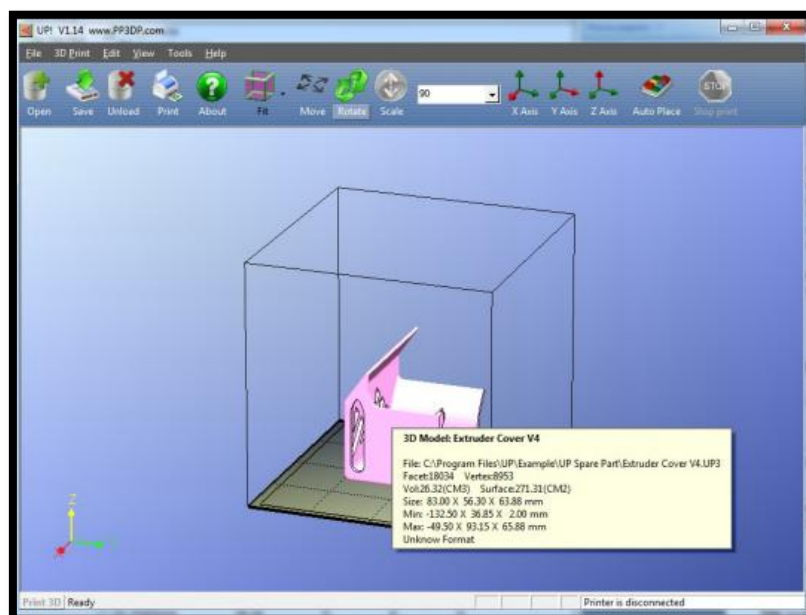 UP! V1.14 www.PP3DP.com
File 3D Print Edit View Tools Help
Open Save Unload Print About Fit Move Rotate Scale 90 X Axis Y Axis Z Axis Auto Place Stop print
STOP
3D Model: Extruder Cover V4
File: C:\Program Files\UP\Example\UP Spare Part\Extruder Cover V4.UP3
Facet:18034 Vertex:8953
Vol:26.32(CM3) Surface:271.31(CM2)
Size: 83.00 X 56.30 X 63.88 mm
Min: -132.50 X 36.85 X 2.00 mm
Max: -49.50 X 93.15 X 65.88 mm
Unknow Format
Z
Print 3D Ready Printer is disconnected